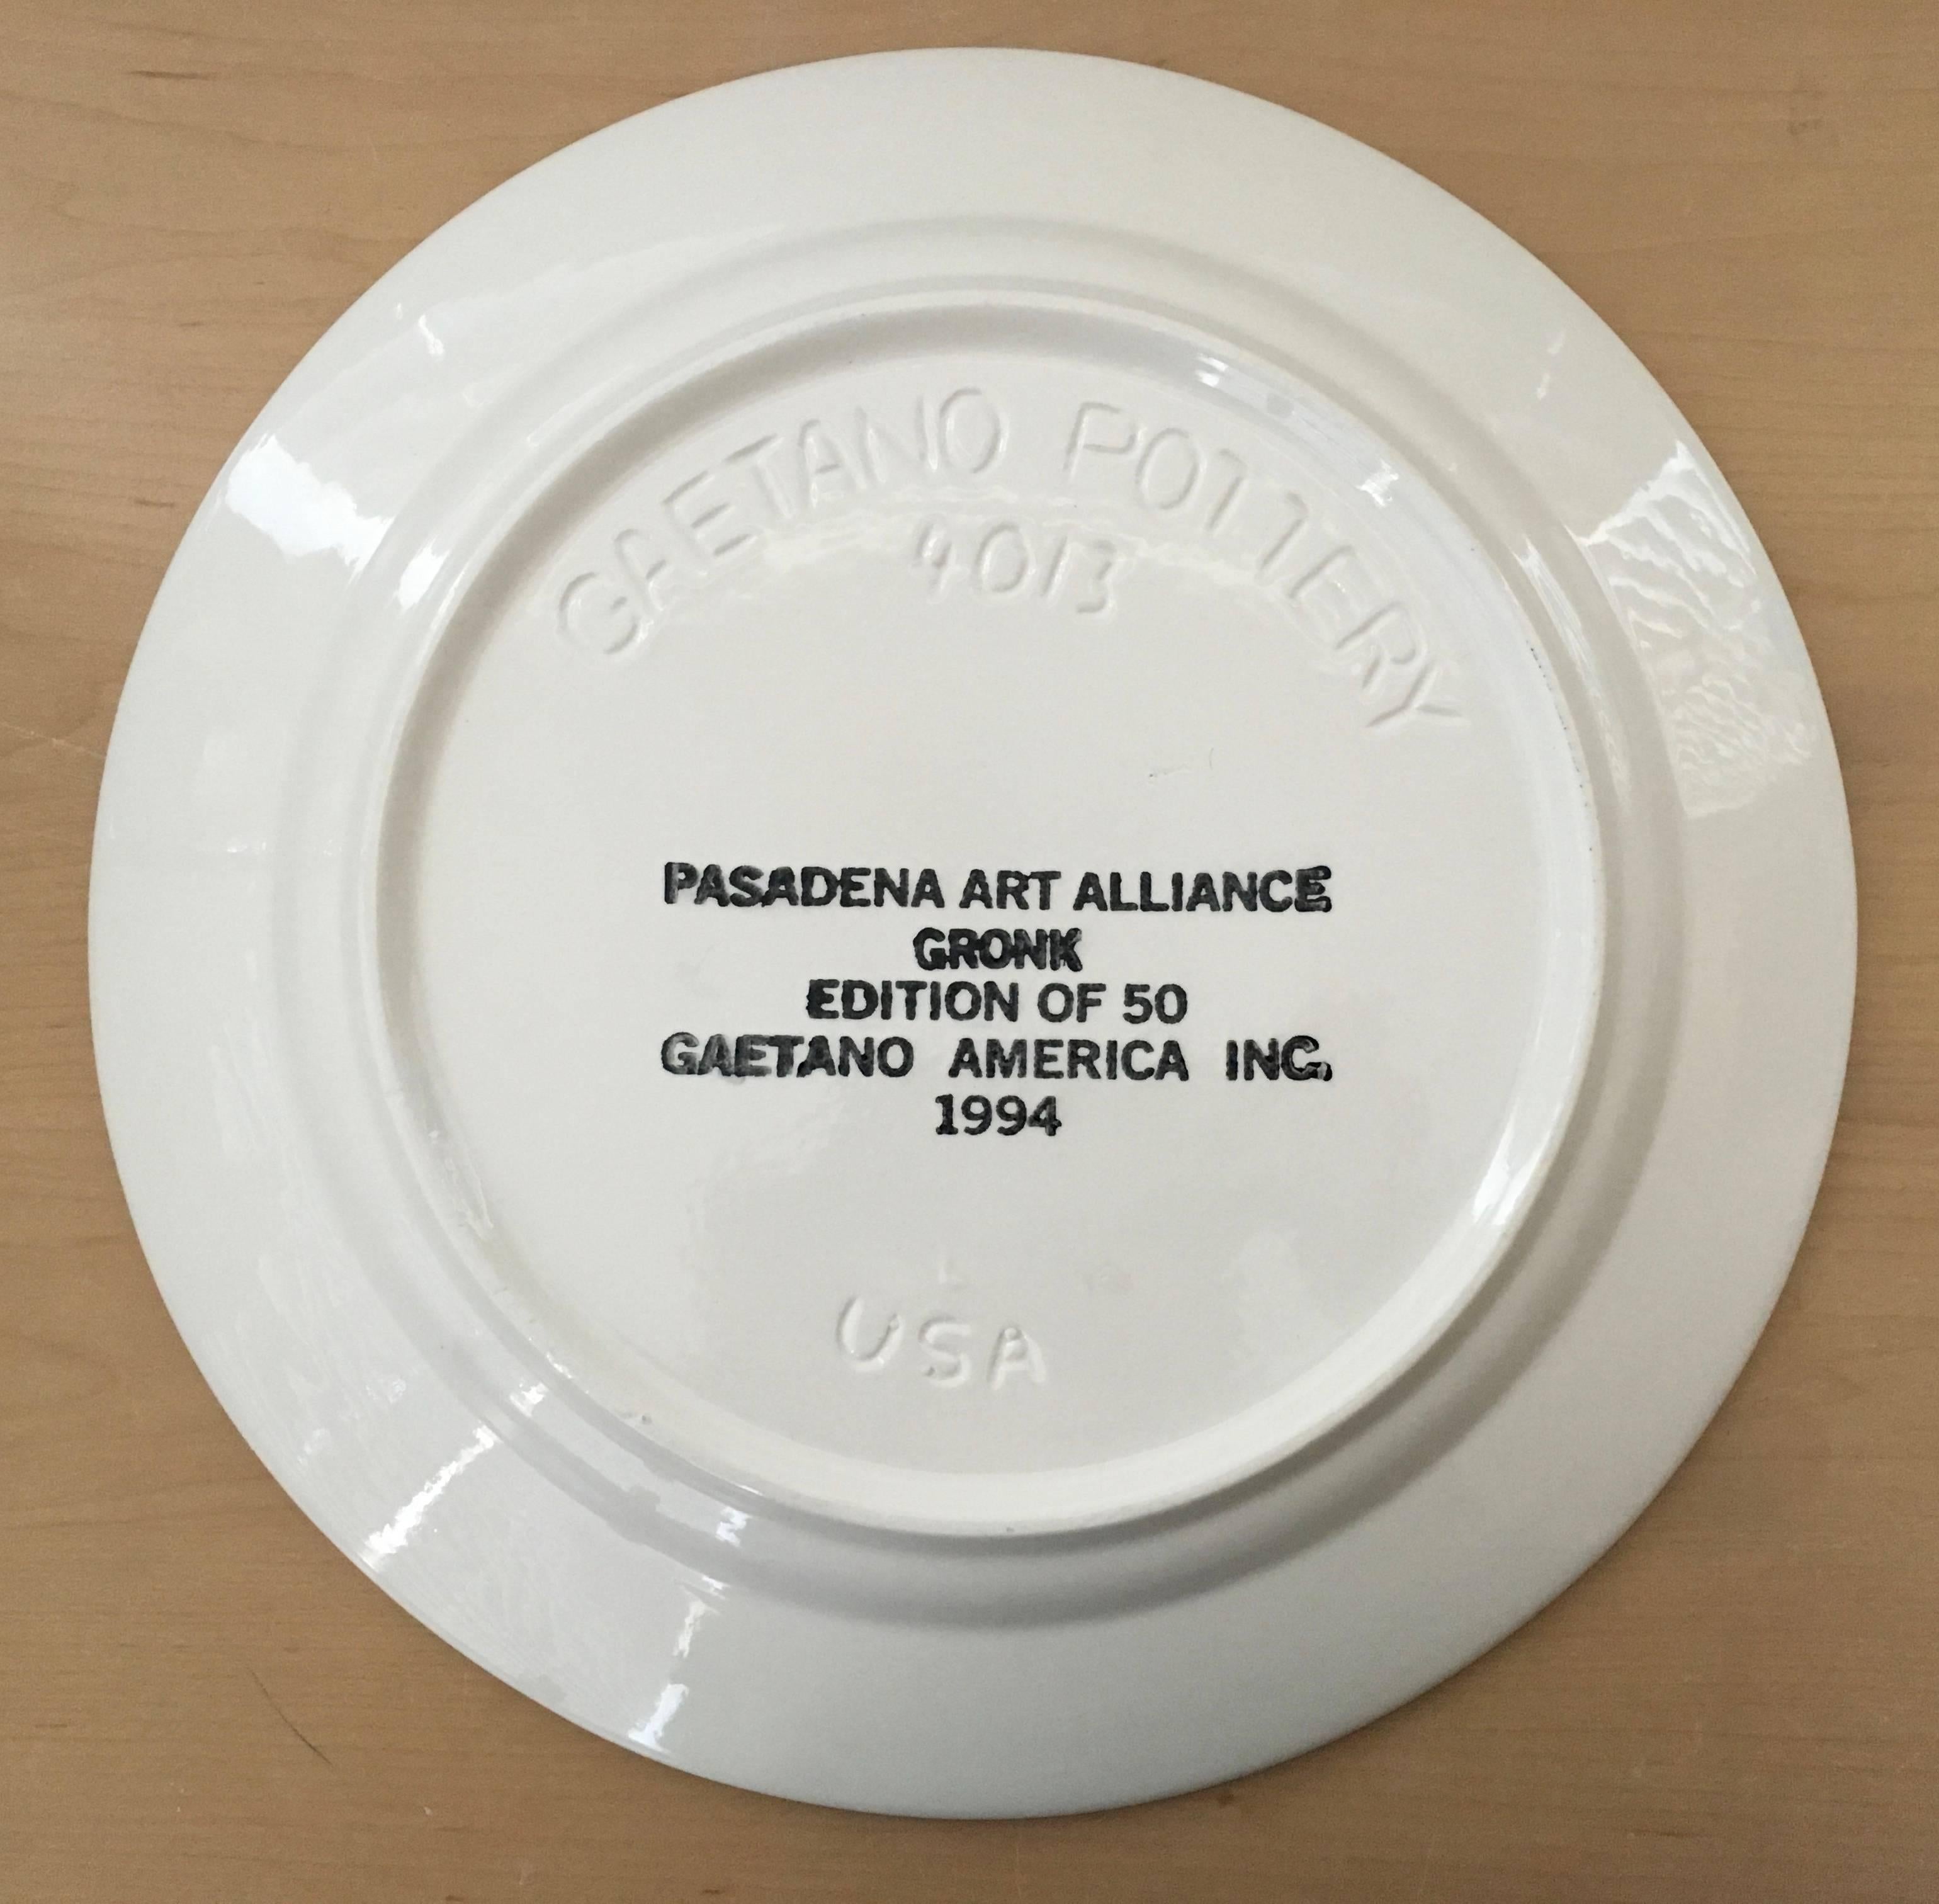 GAETANO POTTERY
4013
PASADENA ART ALLIANCE
GRONK
EDITION OF 50
GAETANO AMERICA INC.
1994
USA